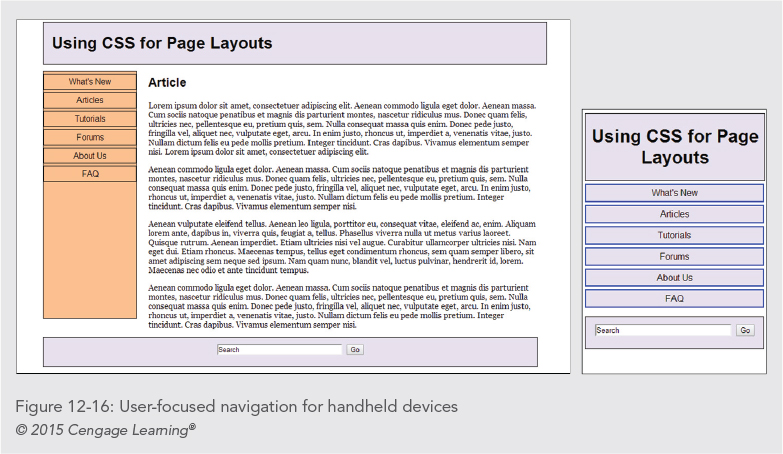 Using CSS for Page Layouts
What's New
Articles
Tutorials
Forums
About Us
FAQ
Article
Lorem ipsum dolor sit amet, consectetuer adipiscing elit. Aenean commodo ligula eget dolor. Aenean massa.
Cum sociis natoque penatibus et magnis dis parturient montes, nascetur ridiculus mus. Donec quam felis,
ultricies nec, pellentesque eu, pretium quis, sem. Nulla consequat massa quis enim. Donec pede justo,
fringilla vel, aliquet nec, vulputate eget, arcu. In enim justo, rhoncus ut, imperdiet a, venenatis vitae, justo.
Nullam dictum felis eu pede mollis pretium. Integer tincidunt. Cras dapibus. Vivamus elementum semper
nisi. Lorem ipsum dolor sit amet, consectetuer adipiscing elit.
Aenean commodo ligula eget dolor. Aenean massa. Cum sociis natoque penatibus et magnis dis parturient
montes, nascetur ridiculus mus. Donec quam felis, ultricies nec, pellentesque eu, pretium quis, sem. Nulla
consequat massa quis enim. Donec pede justo, fringilla vel, aliquet nec, vulputate eget, arcu. In enim justo,
rhoncus ut, imperdiet a, venenatis vitae, justo. Nullam dictum felis eu pede mollis pretium. Integer
tincidunt. Cras dapibus. Vivamus elementum semper nisi.
Aenean vulputate eleifend tellus. Aenean leo ligula, porttitor eu, consequat vitae, eleifend ac, enim. Aliquam
lorem ante, dapibus in, viverra quis, feugiat a, tellus. Phasellus viverra nulla ut metus varius laoreet.
Quisque rutrum. Aenean imperdiet. Etiam ultricies nisi vel augue. Curabitur ullamcorper ultricies nisi. Nam
eget dui. Etiam rhoncus. Maecenas tempus, tellus eget condimentum rhoncus, sem quam semper libero, sit
amet adipiscing sem neque sed ipsum. Nam quam nunc, blandit vel, luctus pulvinar, hendrerit id, lorem.
Maecenas nec odio et ante tincidunt tempus.
Aenean commodo ligula eget dolor. Aenean massa. Cum sociis natoque penatibus et magnis dis parturient
montes, nascetur ridiculus mus. Donec quam felis, ultricies nec, pellentesque eu, pretium quis, sem. Nulla
consequat massa quis enim. Donec pede justo, fringilla vel, aliquet nec, vulputate eget, arcu. In enim justo,
rhoncus ut, imperdiet a, venenatis vitae, justo. Nullam dictum felis eu pede mollis pretium. Integer
tincidunt. Cras dapibus. Vivamus elementum semper nisi.
Search Go
Using CSS for Page
Layouts
What's New
Articles
Tutorials
Forums
About Us
FAQ
Search Go
Figure 12-16: User-focused navigation for handheld devices
© 2015 Cengage Learning®